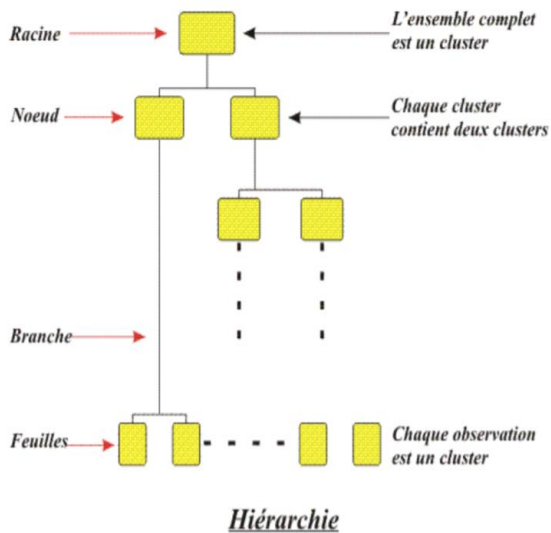 Racine
L'ensemble complet
est un cluster
Noeud
Chaque cluster
contient deux clusters
Branche
Feuilles
Chaque observation
est un cluster
Hiérarchie